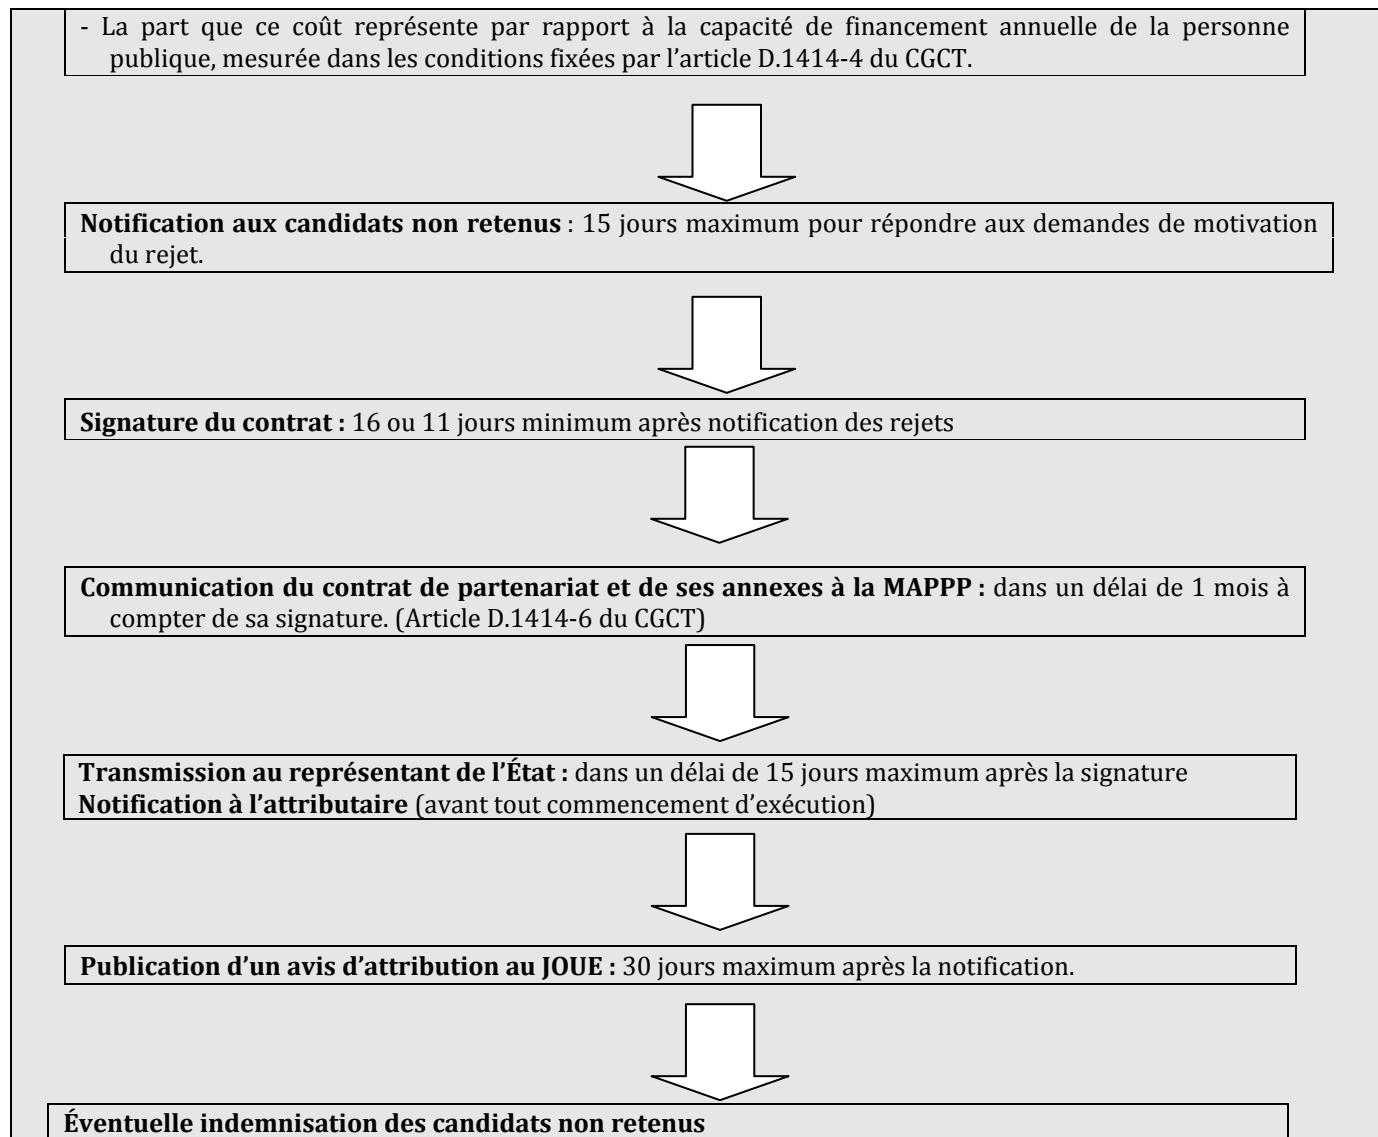 - La part que ce coût représente par rapport à la capacité de financement annuelle de la personne
publique, mesurée dans les conditions fixées par l’article D.1414-4 du CGCT.
Notification aux candidats non retenus : 15 jours maximum pour répondre aux demandes de motivation
du rejet.
Signature du contrat : 16 ou 11 jours minimum après notification des rejets
Communication du contrat de partenariat et de ses annexes à la MAPPP : dans un délai de 1 mois à
compter de sa signature. (Article D.1414-6 du CGCT)
Transmission au représentant de l’État : dans un délai de 15 jours maximum après la signature
Notification à l’attributaire (avant tout commencement d’exécution)
Publication d’un avis d’attribution au JOUE : 30 jours maximum après la notification.
Éventuelle indemnisation des candidats non retenus